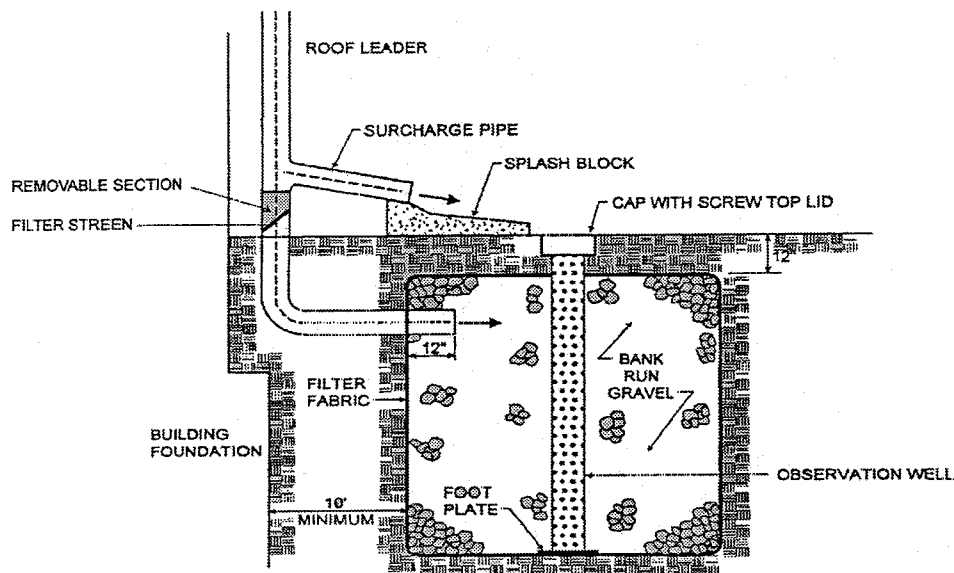 ROOF LEADER
SURCHARGE PIPE
SPLASH BLOCK
REMOVABLE SECTION
FILTER STREEN
CAP WITH SCREW TOP LID
12"
12"
FILTER
FABRIC
BANK
RUN
GRAVEL
BUILDING
FOUNDATION
OBSERVATION WELL
FOOT
PLATE
10'
MINIMUM